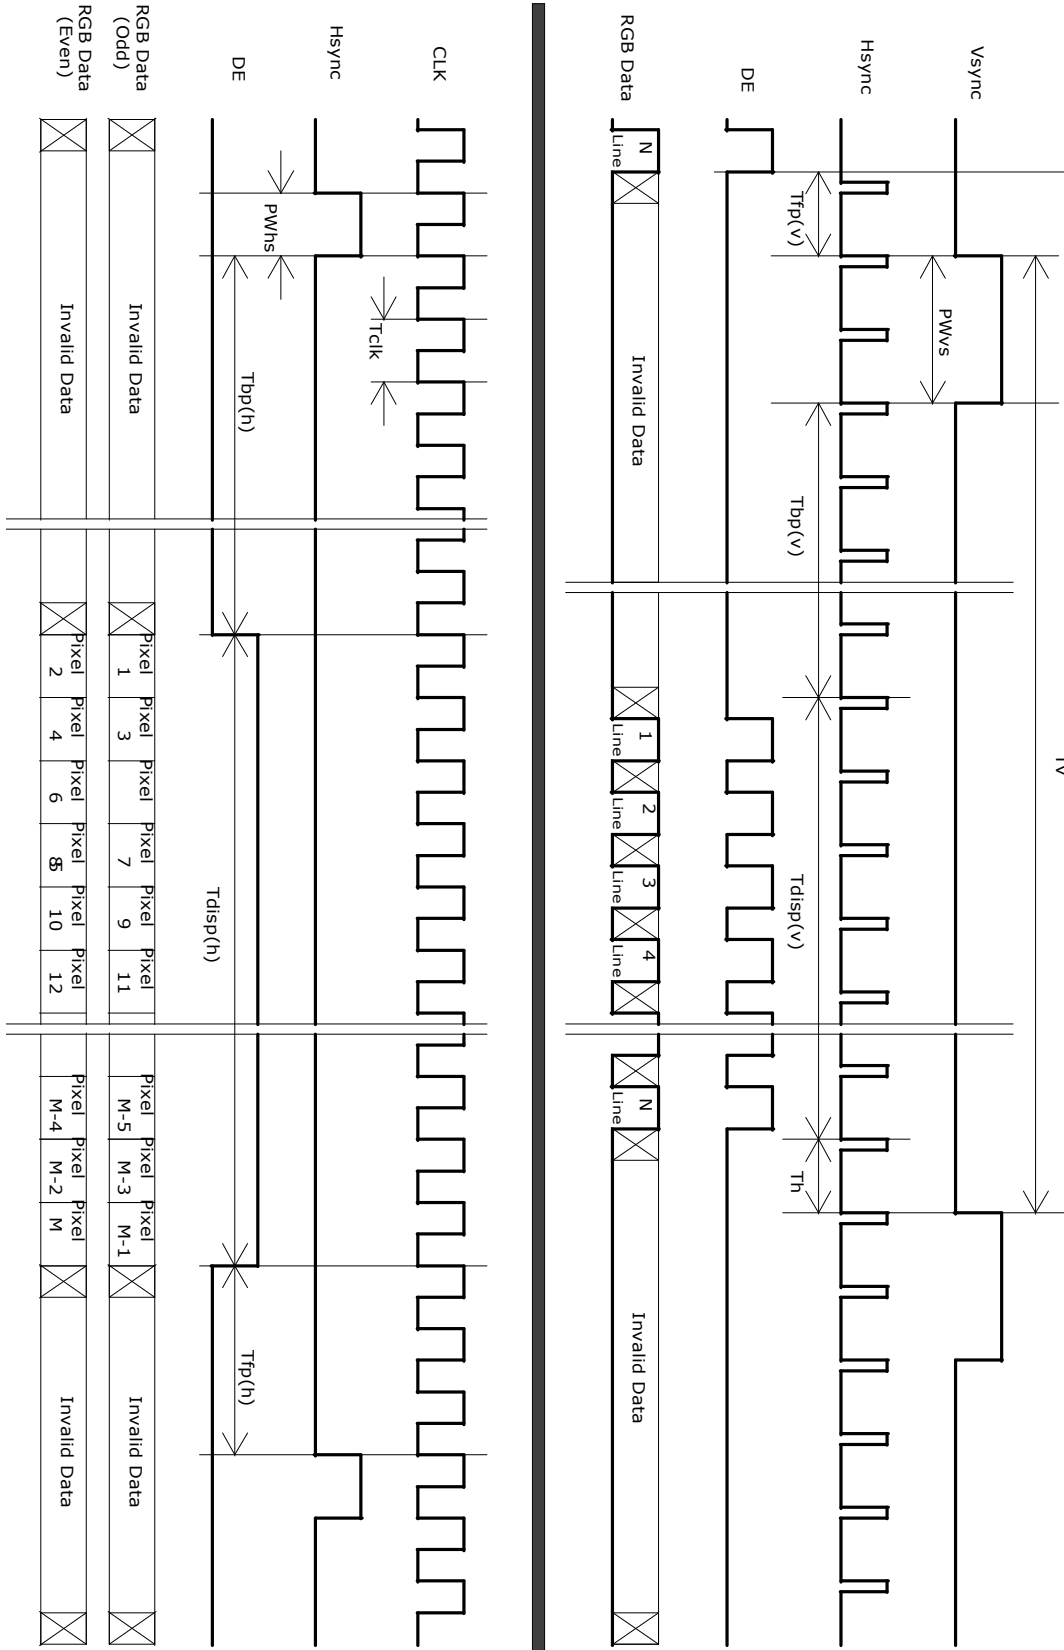 Tv
Vsync
PWvs
Hsync
Tfp(v)
Tbp(v)
Tdisp(v)
Th
DE
RGB Data
N
Line
Invalid Data
1
Line
2
Line
3
Line
4
Line
N
Line
Invalid Data
CLK
Tclk
Hsync
PWhs
Tbp(h)
DE
Tdisp(h)
Tfp(h)
RGB Data
(Odd)
Invalid Data
Pixel
1
Pixel
3
Pixel
Pixel
7
Pixel
9
Pixel
11
Pixel
M-5
Pixel
M-3
Pixel
M-1
Invalid Data
RGB Data
(Even)
Invalid Data
Pixel
2
Pixel
4
Pixel
6
Pixel
8
5
Pixel
10
Pixel
12
Pixel
M-4
Pixel
M-2
Pixel
M
Invalid Data